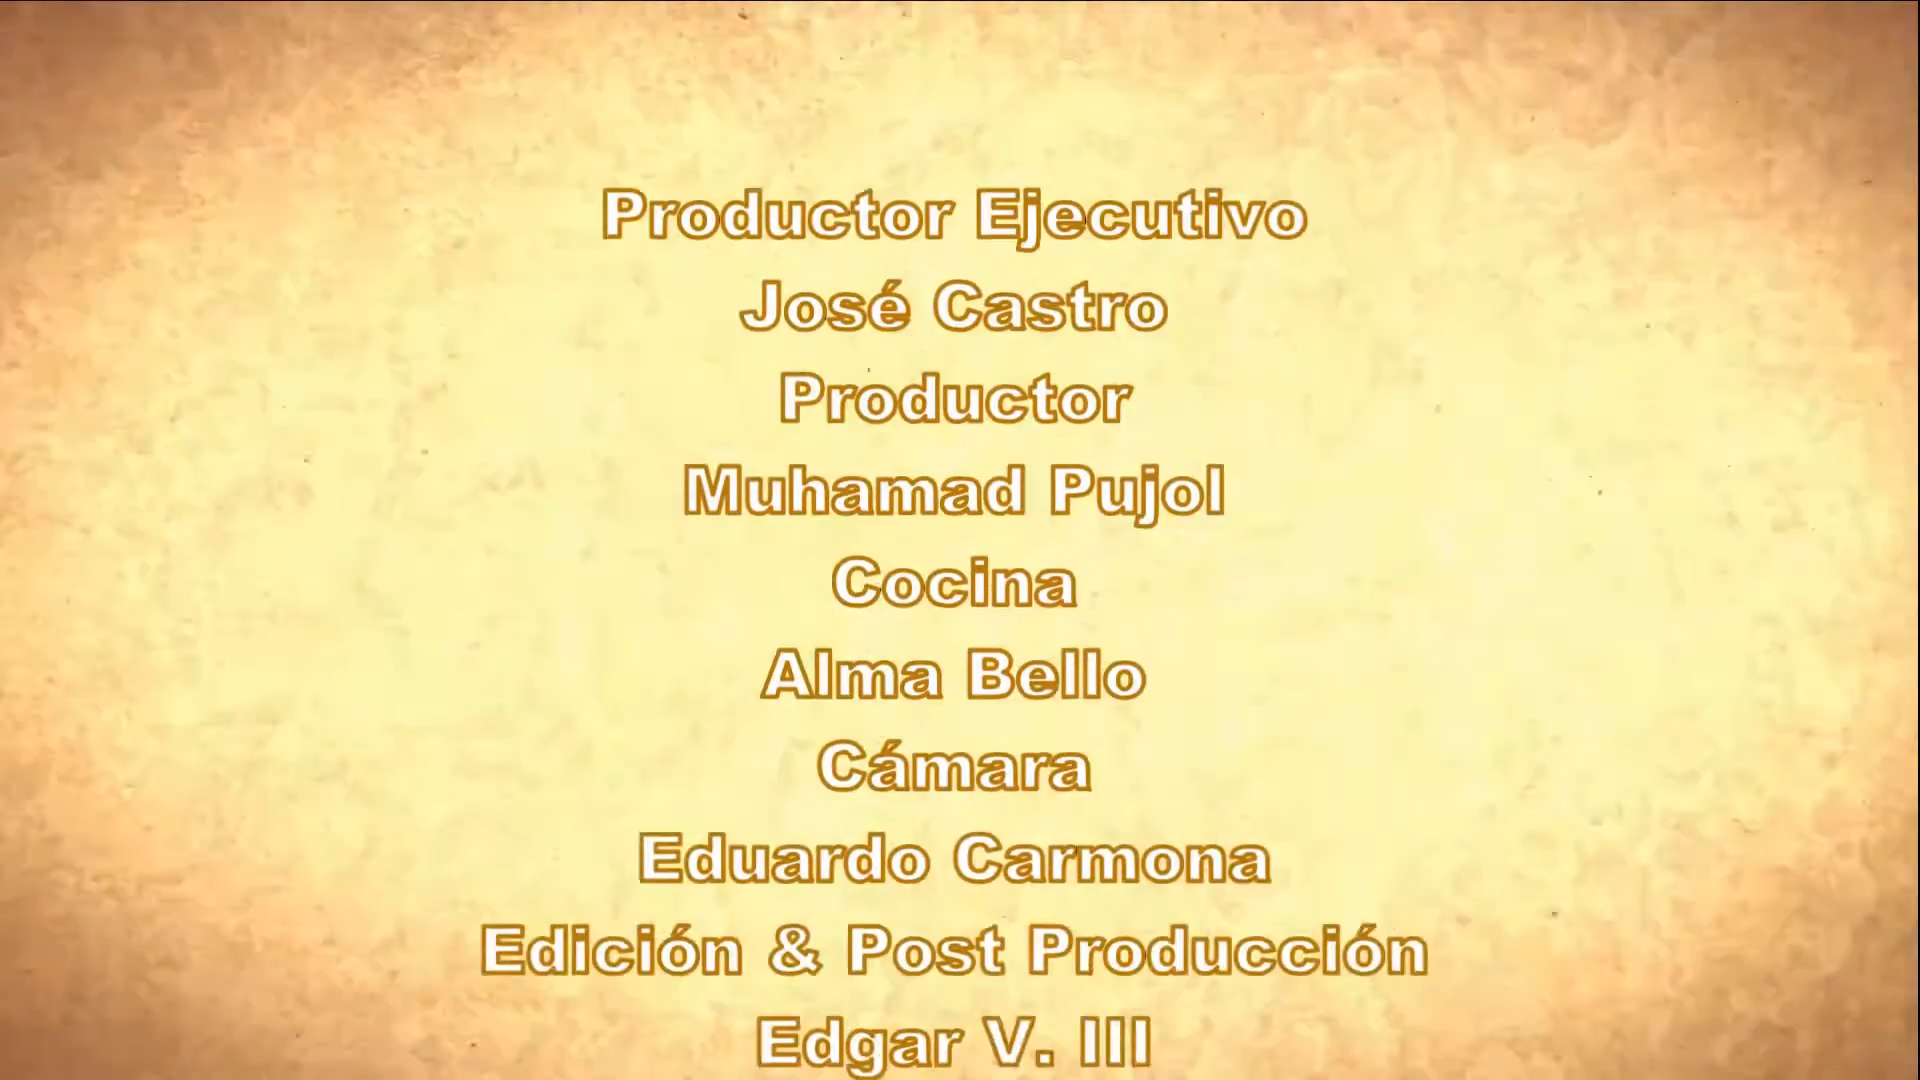 Productor Ejecutivo
José Castro
Productor
Muhamad Pujol
Cocina
Alma Bello
Cámara
Eduardo Carmona
Edición & Post Producción
Edgar V. III